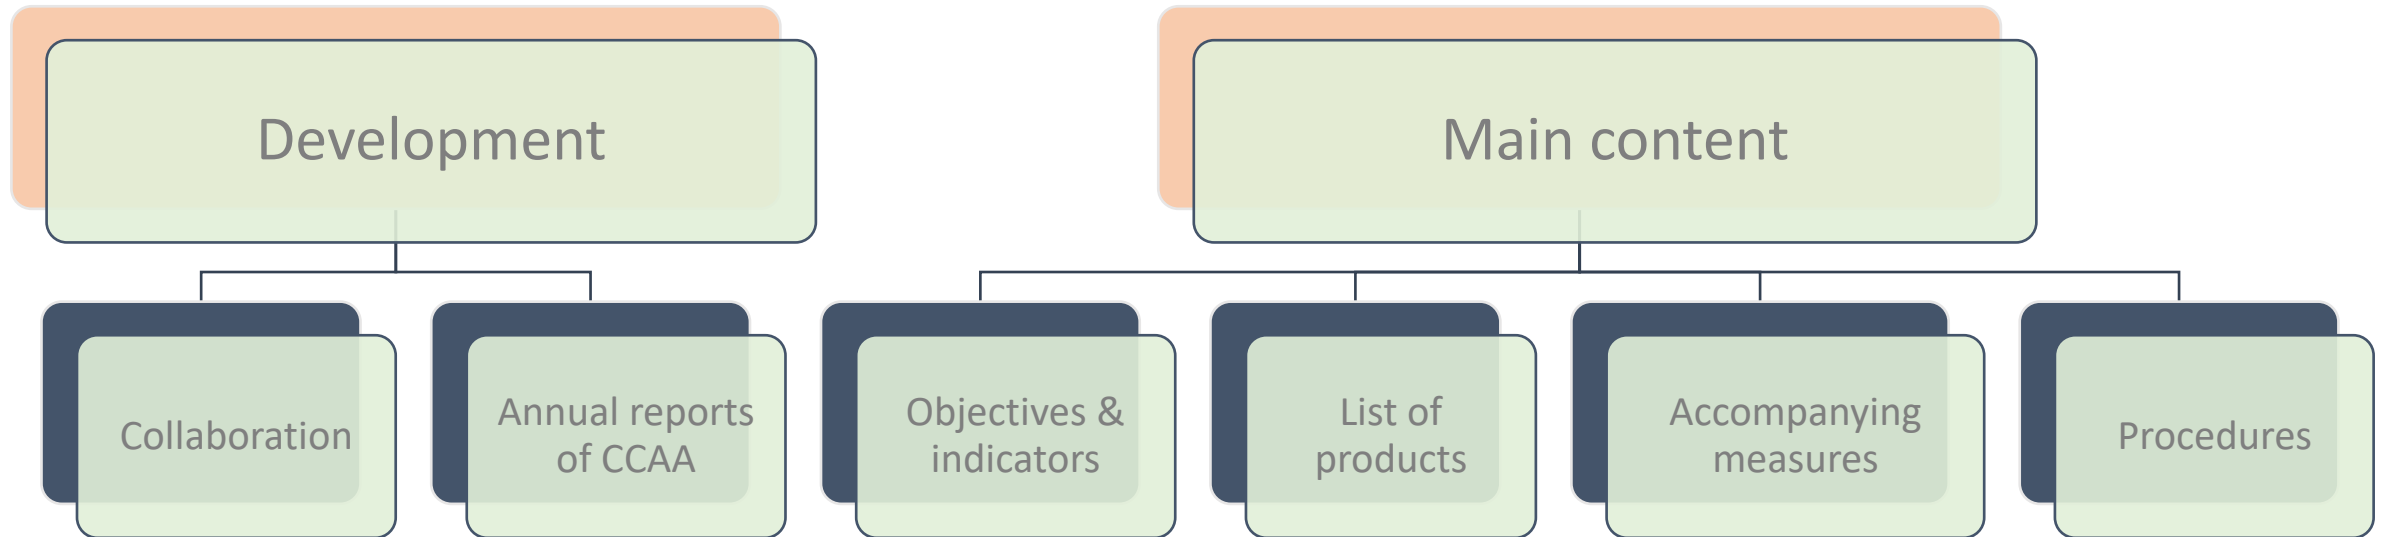 Development
Main content
Collaboration
Annual reports
of CCAA
Objectives &
indicators
List of
products
Accompanying
measures
Procedures